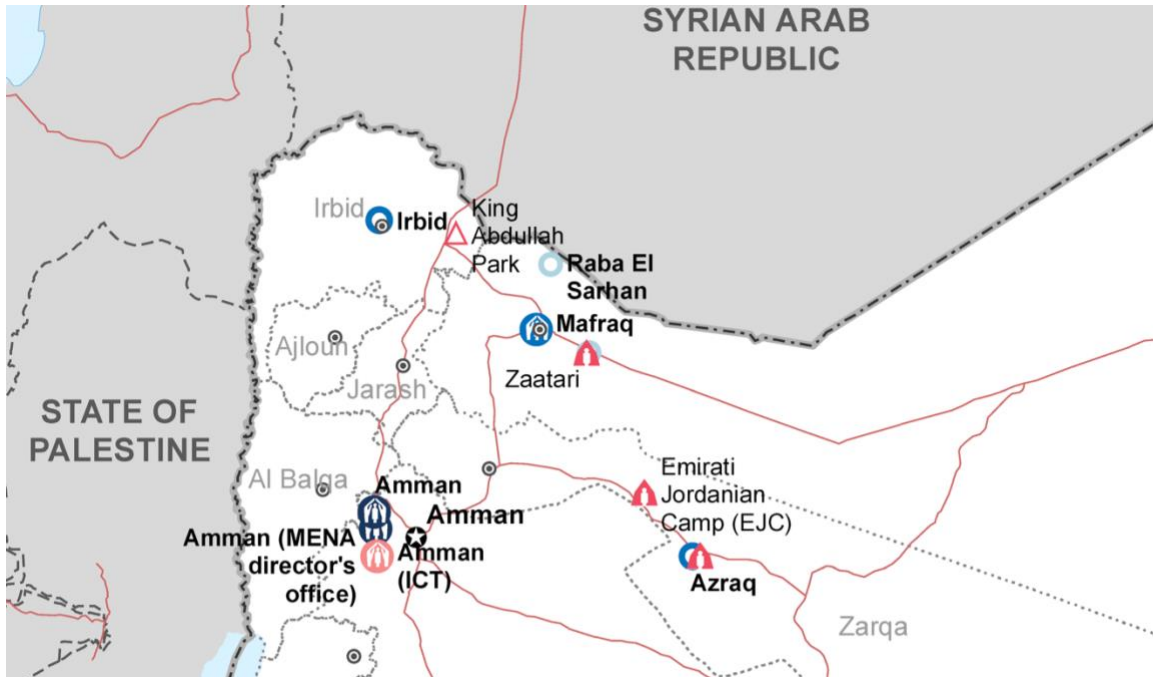 SYRIAN ARAB
REPUBLIC
Irbid
Irbid
King
Abdullah
Park
Raba El
Sarhan
Mafraq
Ajloun
Jarash
Zaatari
STATE OF
PALESTINE
Al Balqa
Amman
Amman
Emirati
Jordanian
Camp (EJC)
Amman (MENA
director's
office)
Amman
(ICT)
Azraq
Zarqa